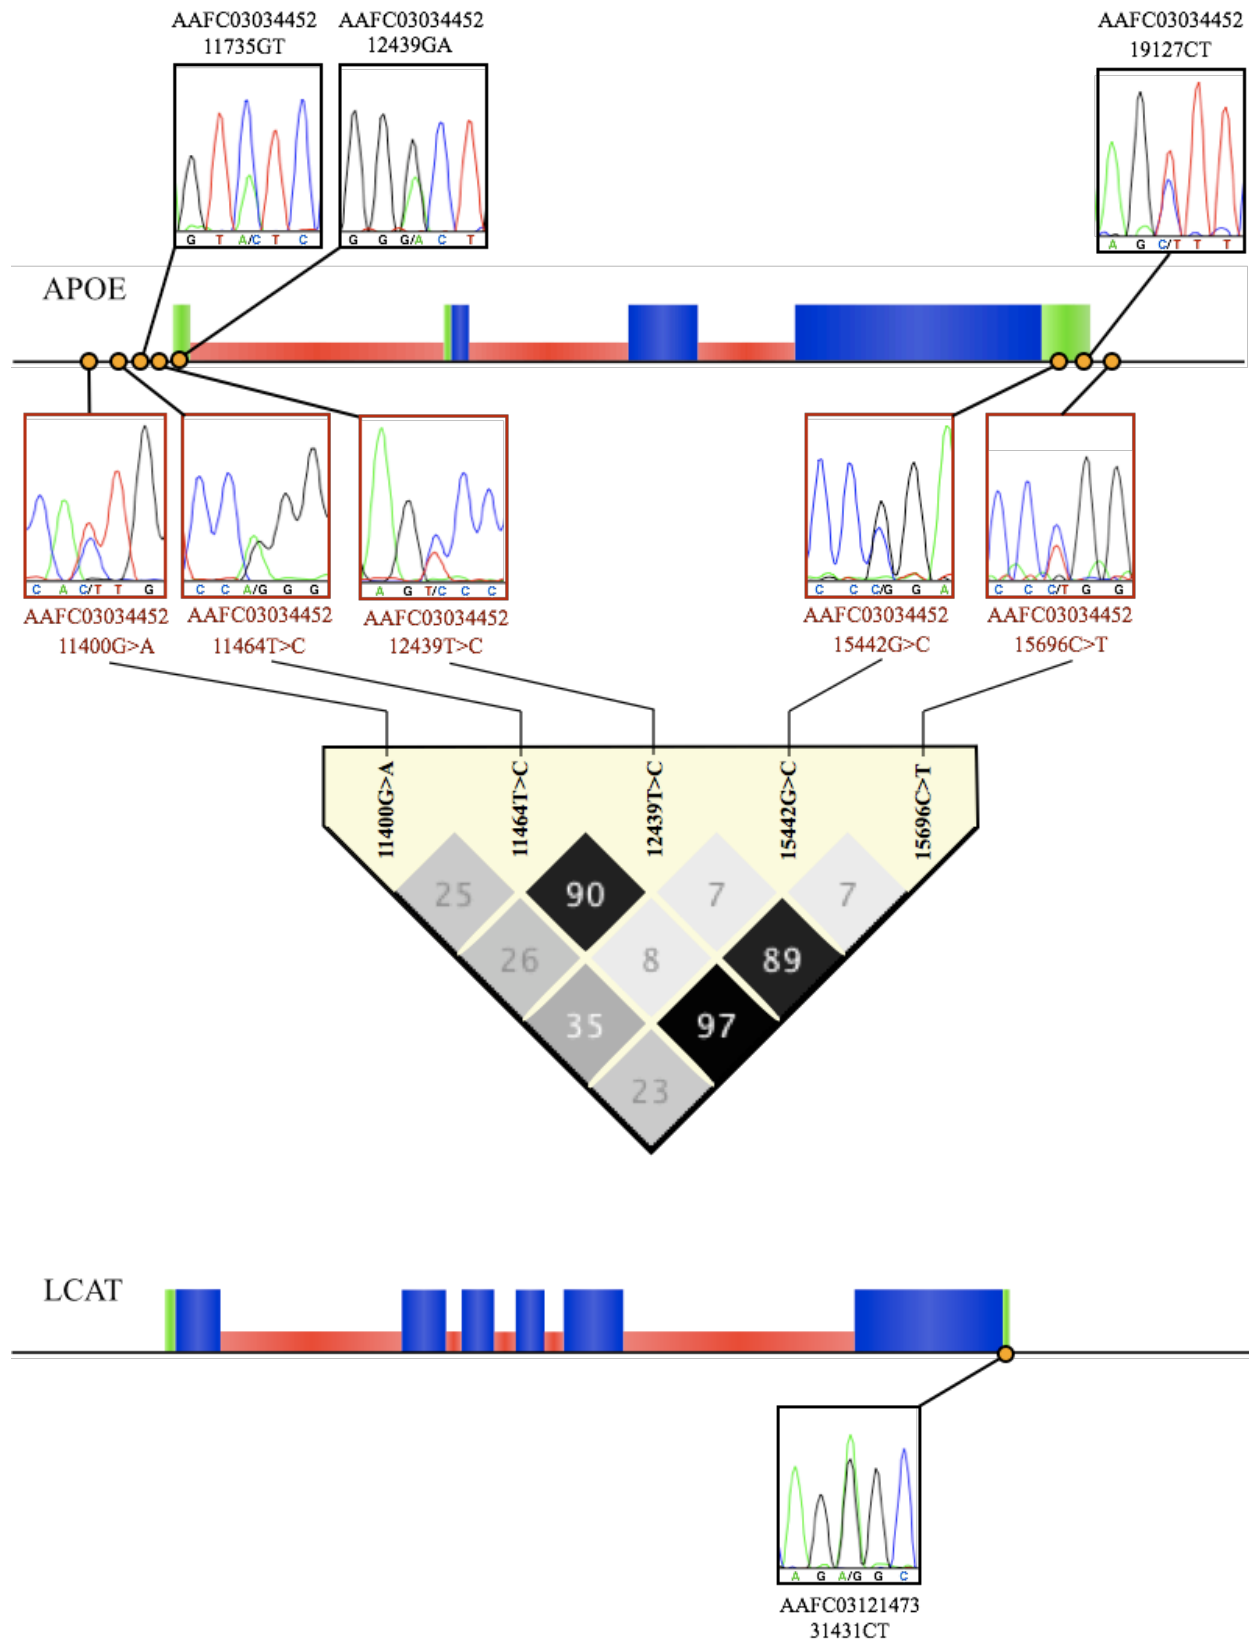 AAFC03034452 AAFC03034452 AAFC03034452
11735GT 12439GA 19127CT
G T A/C T C G G G/A C T A G C/T T T
APOE
C A C/T T G C C A/G G G A G T/C C C C C C/G G A C C C/T G G
AAFC03034452 AAFC03034452 AAFC03034452 AAFC03034452 AAFC03034452
11400G>A 11464T>C 12439T>C 15442G>C 15696C>T
11400G>A 11464T>C 12439T>C 15442G>C 15696C>T
25 90 7 7
26 8 89
35 97
23
LCAT
A G A/G G C
AAFC03121473
31431CT